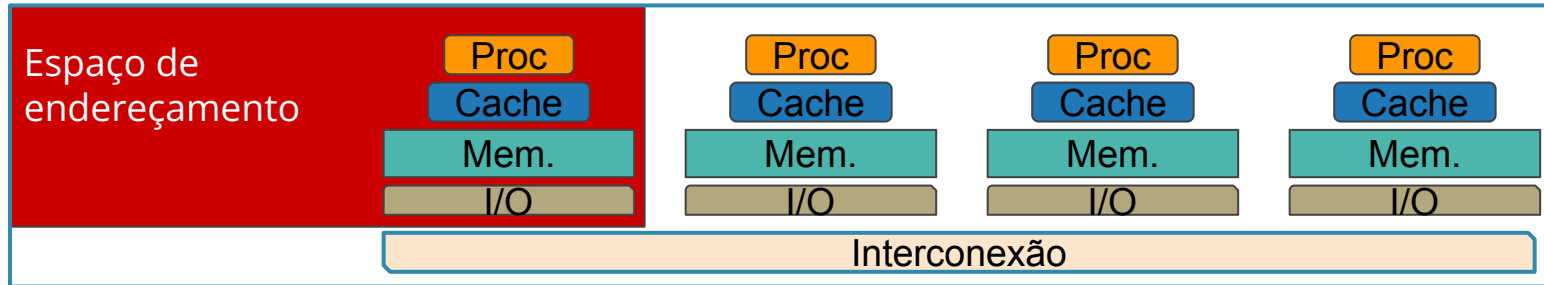 Espaço de
endereçamento
Proc
Cache
Mem.
I/O
Proc
Cache
Mem.
I/O
Proc
Cache
Mem.
I/O
Proc
Cache
Mem.
I/O
Interconexão